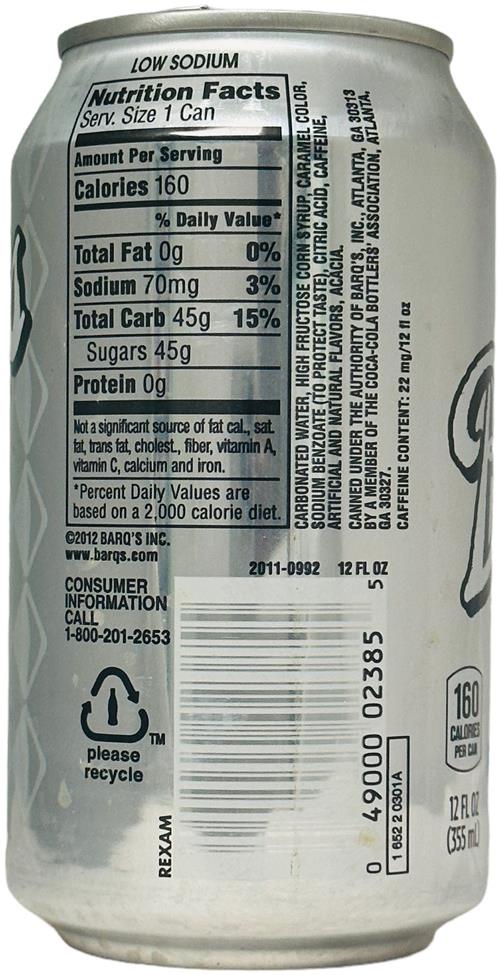 LOW SODIUM
Nutrition Facts
Serv. Size 1 Can
Amount Per Serving
Calories 160
% Daily Value*
Total Fat 0g 0%
Sodium 70mg 3%
Total Carb 45g 15%
Sugars 45g
Protein 0g
Not a significant source of fat cal., sat.
fat, trans fat, cholest., fiber, vitamin A,
vitamin C, calcium and iron.
*Percent Daily Values are
based on a 2,000 calorie diet.
©2012 BARQ'S INC.
www.barqs.com
CARBONATED WATER, HIGH FRUCTOSE CORN SYRUP, CARAMEL COLOR,
SODIUM BENZOATE (TO PROTECT TASTE), CITRIC ACID, CAFFEINE,
ARTIFICIAL AND NATURAL FLAVORS, ACACIA.
CANNED UNDER THE AUTHORITY OF BARQ'S, INC., ATLANTA, GA 30313
BY A MEMBER OF THE COCA-COLA BOTTLERS' ASSOCIATION, ATLANTA,
GA 30327.
CAFFEINE CONTENT: 22 mg/12 fl oz
2011-0992 12 FL OZ
CONSUMER
INFORMATION
CALL
1-800-201-2653
TM
please
recycle
REXAM
0 49000 02385 5
1 652 2 0301A
160
CALORIES
PER CAN
12 FL OZ
(355 mL)